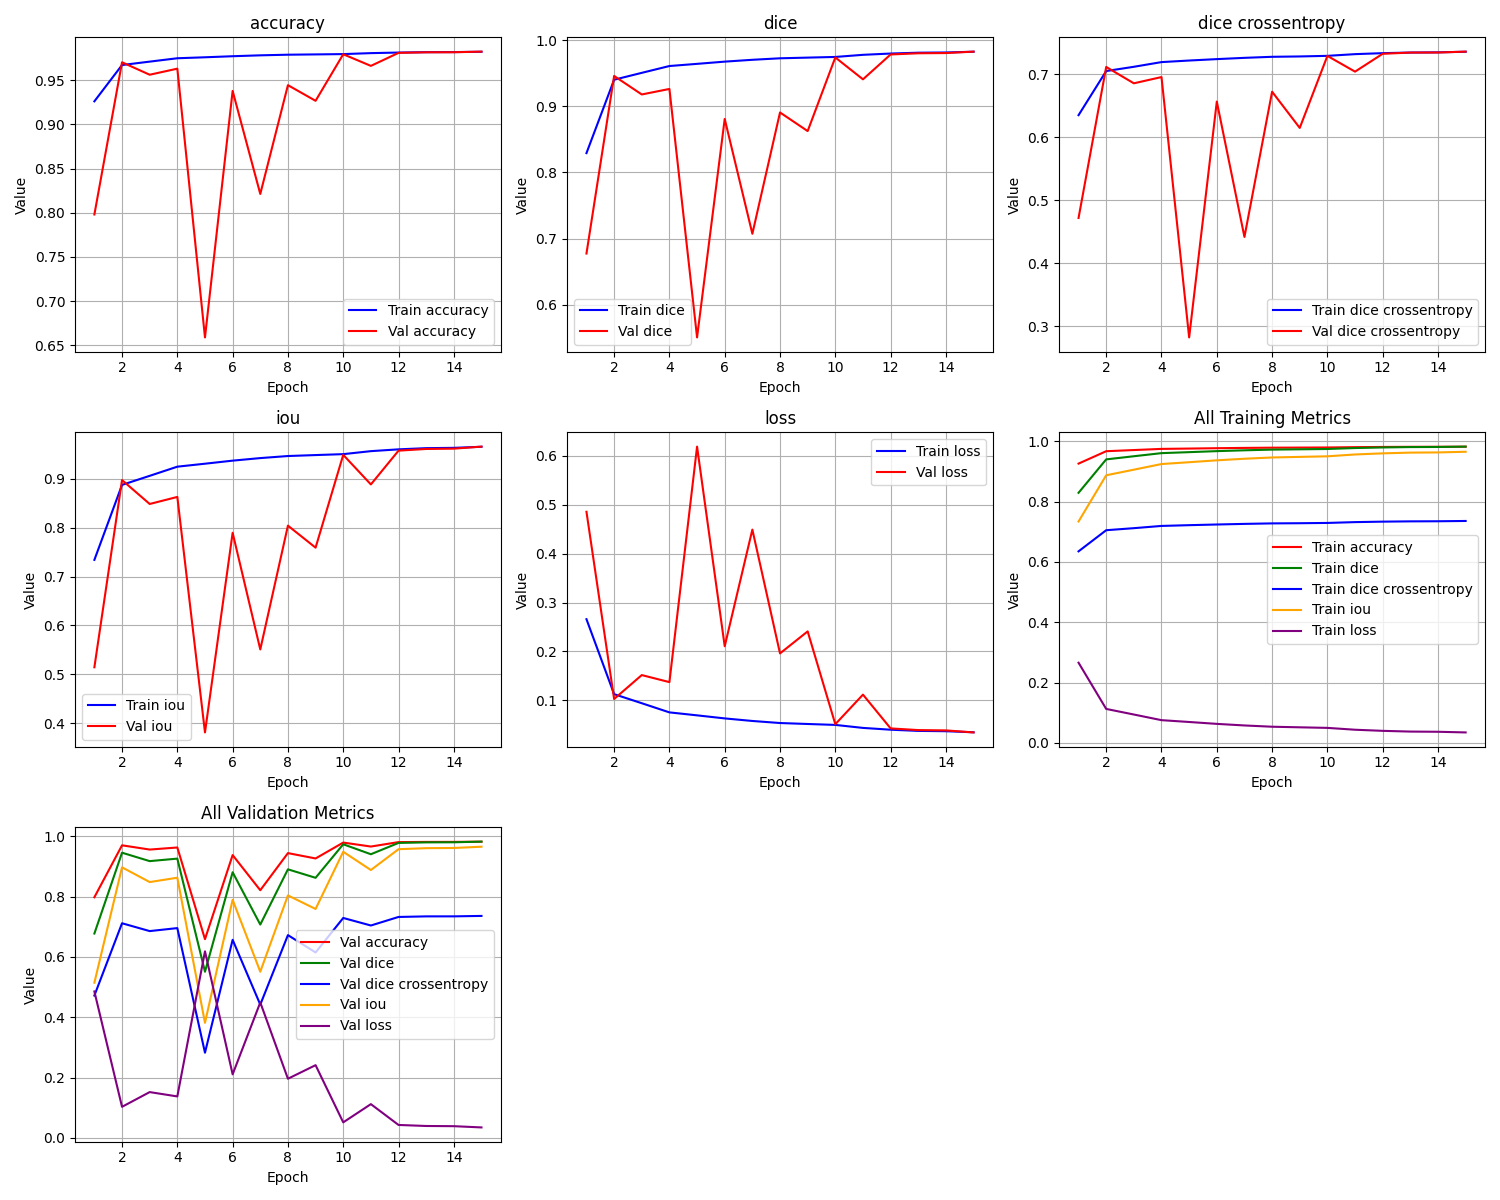 accuracy
Value
0.95
0.90
0.85
0.80
0.75
0.70
0.65
Train accuracy
Val accuracy
2 4 6 8 10 12 14
Epoch
dice
Value
1.0
0.9
0.8
0.7
0.6
Train dice
Val dice
2 4 6 8 10 12 14
Epoch
dice crossentropy
Value
0.7
0.6
0.5
0.4
0.3
Train dice crossentropy
Val dice crossentropy
2 4 6 8 10 12 14
Epoch
iou
Value
0.9
0.8
0.7
0.6
0.5
0.4
Train iou
Val iou
2 4 6 8 10 12 14
Epoch
loss
Value
0.6
0.5
0.4
0.3
0.2
0.1
Train loss
Val loss
2 4 6 8 10 12 14
Epoch
All Training Metrics
Value
1.0
0.8
0.6
0.4
0.2
0.0
Train accuracy
Train dice
Train dice crossentropy
Train iou
Train loss
2 4 6 8 10 12 14
Epoch
All Validation Metrics
Value
1.0
0.8
0.6
0.4
0.2
0.0
Val accuracy
Val dice
Val dice crossentropy
Val iou
Val loss
2 4 6 8 10 12 14
Epoch